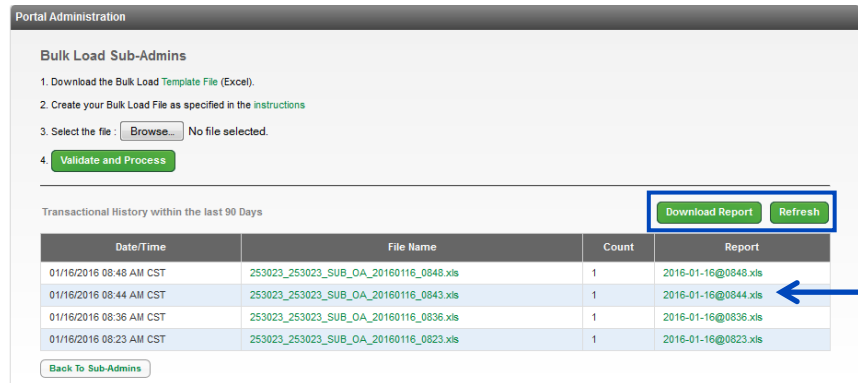 Portal Administration
Bulk Load Sub-Admins
1. Download the Bulk Load Template File (Excel).
2. Create your Bulk Load File as specified in the instructions
3. Select the file : Browse... No file selected.
4. Validate and Process
Transactional History within the last 90 Days Download Report Refresh
Date/Time File Name Count Report
01/16/2016 08:48 AM CST 253023_253023_SUB_OA_20160116_0848.xls 1 2016-01-16@0848.xls
01/16/2016 08:44 AM CST 253023_253023_SUB_OA_20160116_0843.xls 1 2016-01-16@0844.xls
01/16/2016 08:36 AM CST 253023_253023_SUB_OA_20160116_0836.xls 1 2016-01-16@0836.xls
01/16/2016 08:23 AM CST 253023_253023_SUB_OA_20160116_0823.xls 1 2016-01-16@0823.xls
Back To Sub-Admins